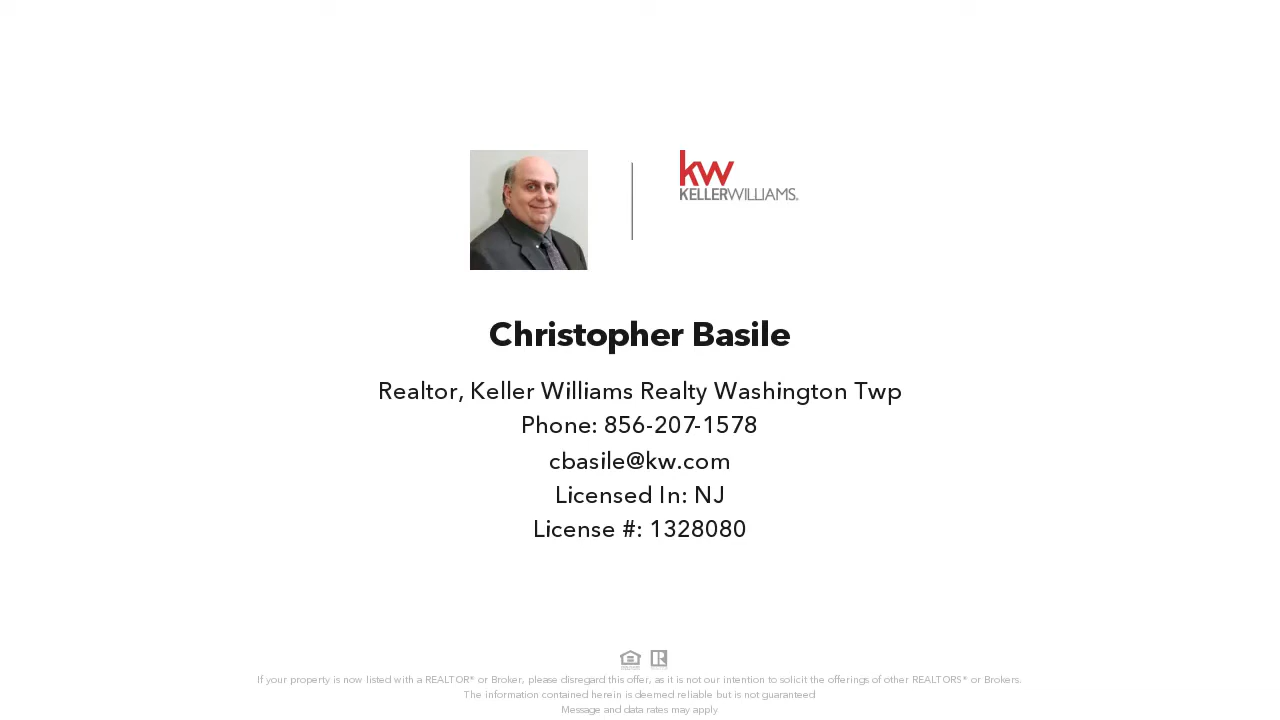 kw
KELLERWILLIAMS®
Christopher Basile
Realtor, Keller Williams Realty Washington Twp
Phone: 856-207-1578
cbasile@kw.com
Licensed In: NJ
License #: 1328080
If your property is now listed with a REALTOR® or Broker, please disregard this offer, as it is not our intention to solicit the offerings of other REALTORS® or Brokers.
The information contained herein is deemed reliable but is not guaranteed
Message and data rates may apply